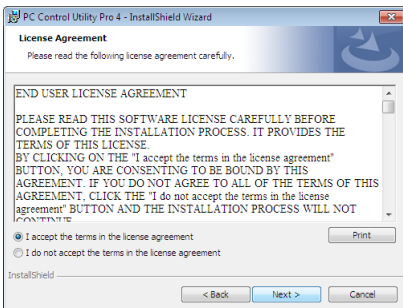 PC Control Utility Pro 4 - InstallShield Wizard
License Agreement
Please read the following license agreement carefully.
END USER LICENSE AGREEMENT
PLEASE READ THIS SOFTWARE LICENSE CAREFULLY BEFORE
COMPLETING THE INSTALLATION PROCESS. IT PROVIDES THE
TERMS OF THIS LICENSE.
BY CLICKING ON THE "I accept the terms in the license agreement"
BUTTON, YOU ARE CONSENTING TO BE BOUND BY THIS
AGREEMENT. IF YOU DO NOT AGREE TO ALL OF THE TERMS OF THIS
AGREEMENT, CLICK THE "I do not accept the terms in the license
agreement" BUTTON AND THE INSTALLATION PROCESS WILL NOT
CONTINUE
I accept the terms in the license agreement
Print
I do not accept the terms in the license agreement
InstallShield
< Back
Next >
Cancel